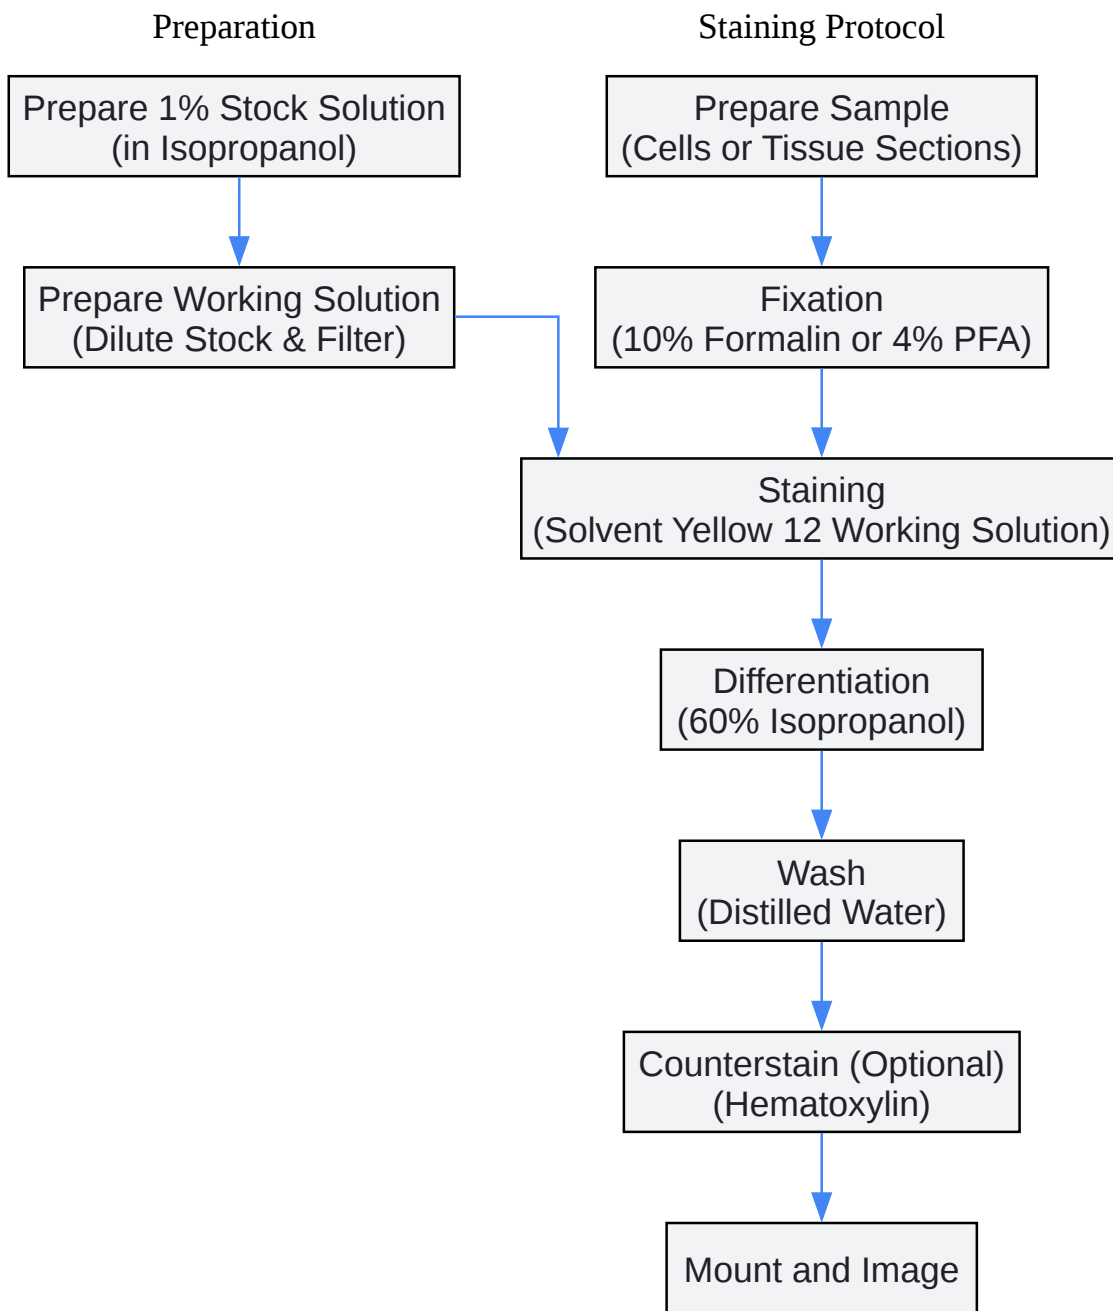 Preparation
Prepare 1% Stock Solution
(in Isopropanol)
Prepare Working Solution
(Dilute Stock & Filter)
Staining Protocol
Prepare Sample
(Cells or Tissue Sections)
Fixation
(10% Formalin or 4% PFA)
Staining
(Solvent Yellow 12 Working Solution)
Differentiation
(60% Isopropanol)
Wash
(Distilled Water)
Counterstain (Optional)
(Hematoxylin)
Mount and Image